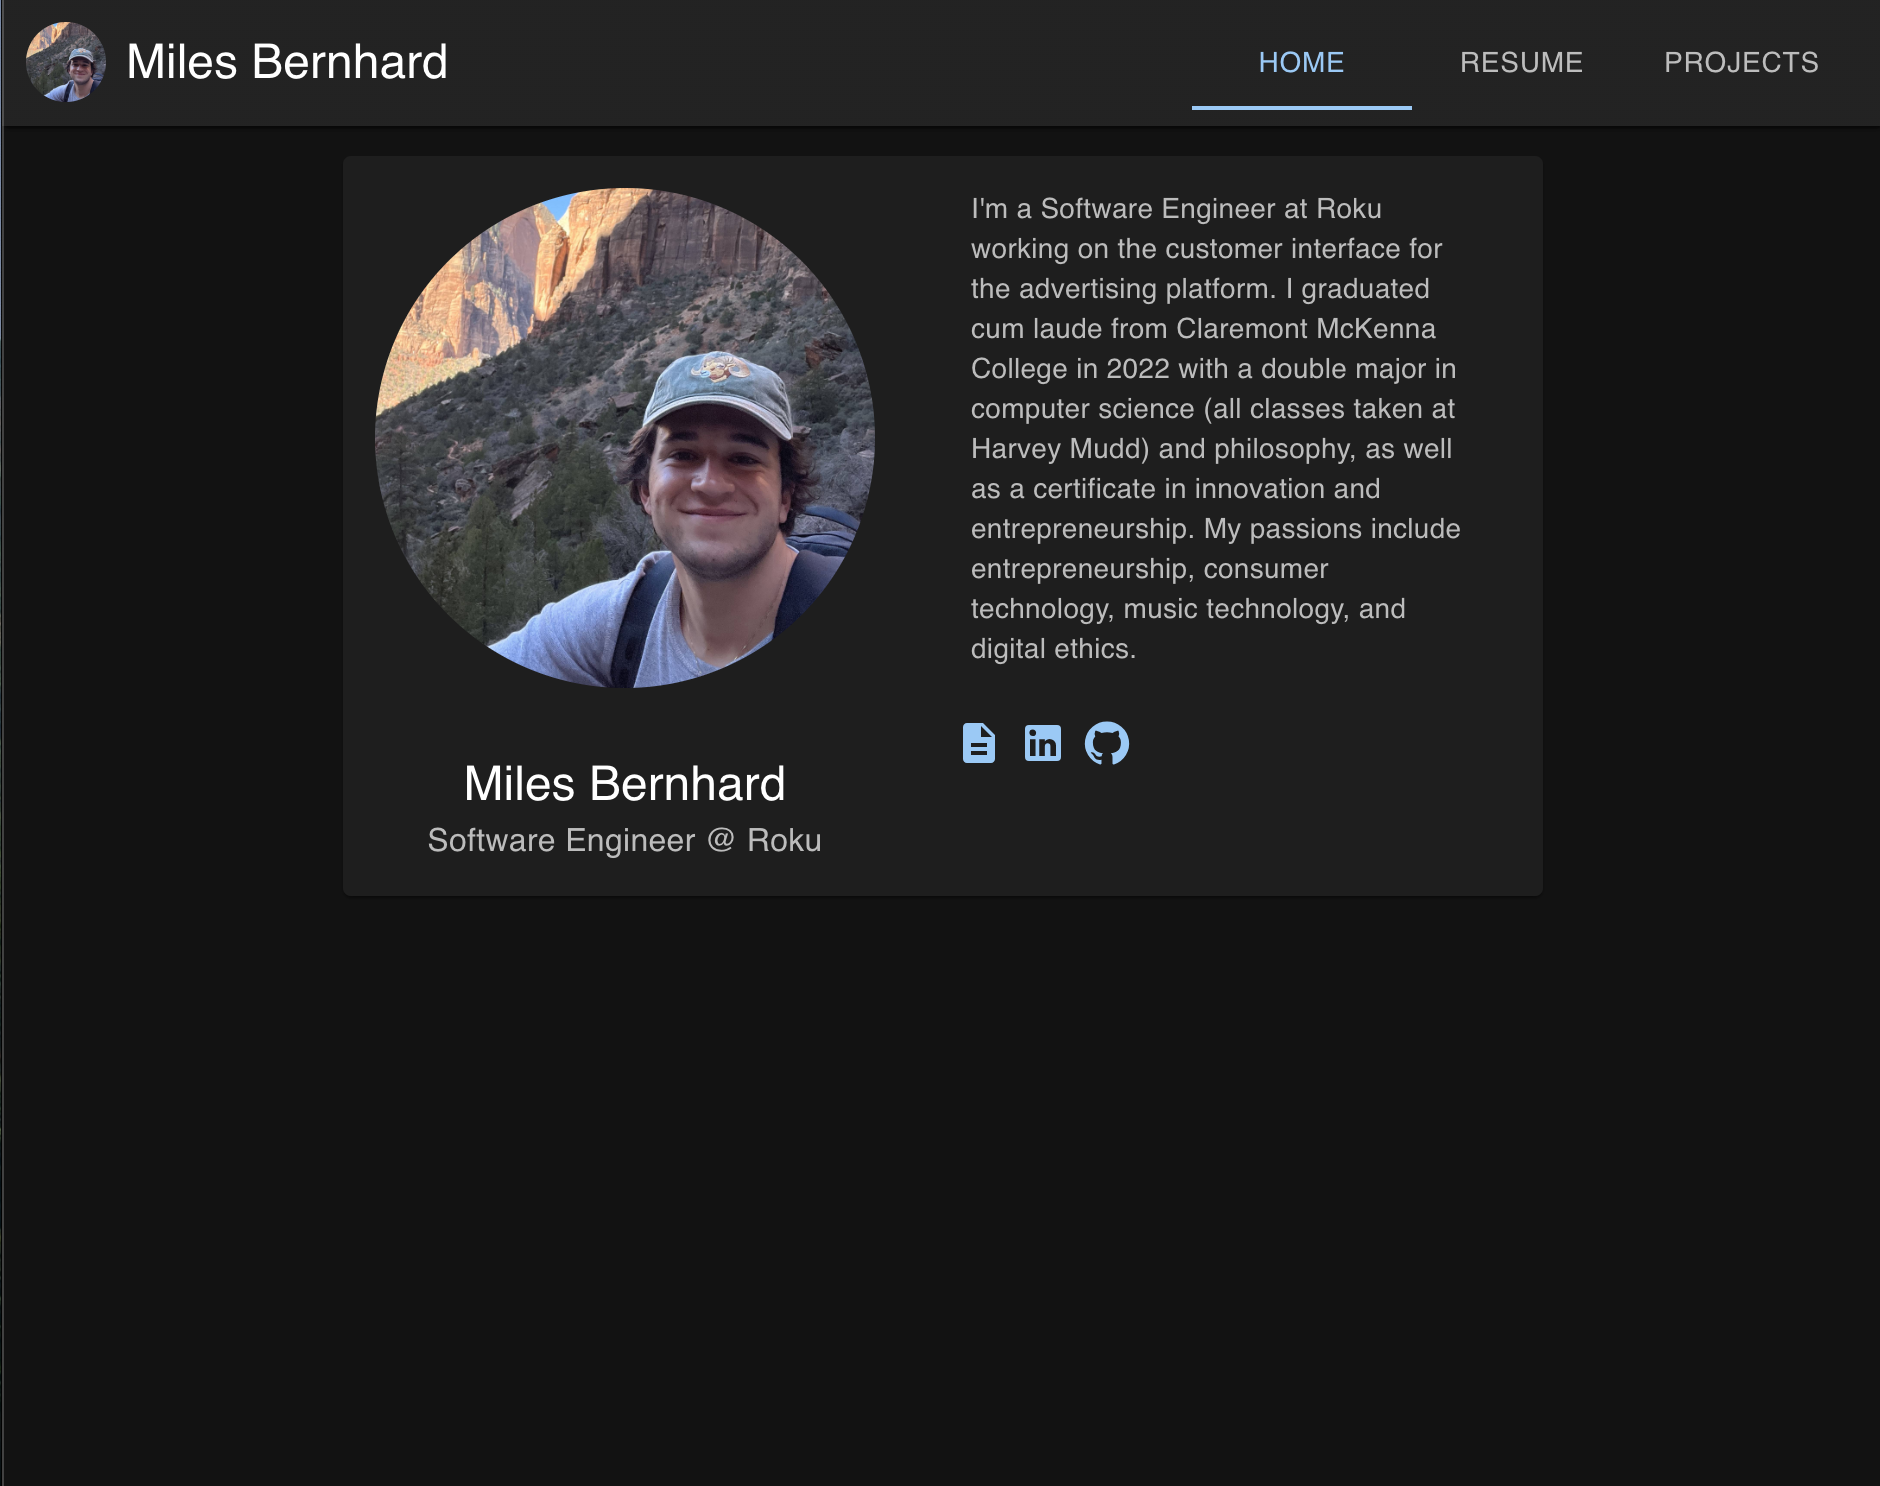 Miles Bernhard
HOME
RESUME
PROJECTS
I'm a Software Engineer at Roku
working on the customer interface for
the advertising platform. I graduated
cum laude from Claremont McKenna
College in 2022 with a double major in
computer science (all classes taken at
Harvey Mudd) and philosophy, as well
as a certificate in innovation and
entrepreneurship. My passions include
entrepreneurship, consumer
technology, music technology, and
digital ethics.
in
Miles Bernhard
Software Engineer @ Roku